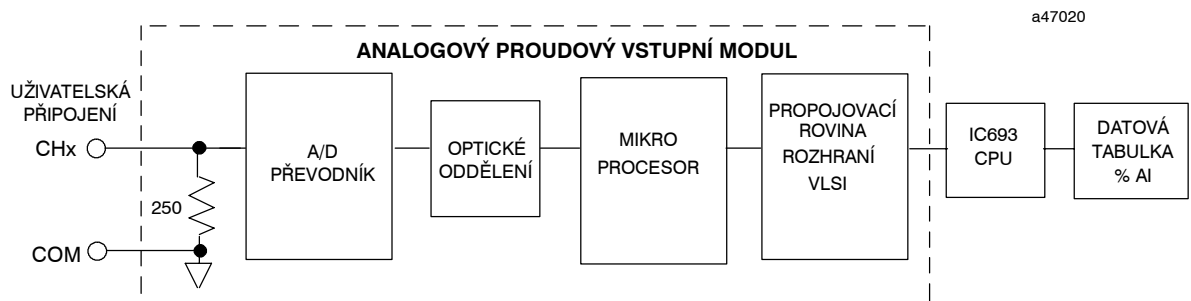 a47020
ANALOGOVÝ PROUDOVÝ VSTUPNÍ MODUL
UŽIVATELSKÁ
PŘIPOJENÍ
CHx
250
COM
A/D
PŘEVODNÍK
OPTICKÉ
ODDĚLENÍ
MIKRO
PROCESOR
PROPOJOVACÍ
ROVINA
ROZHRANÍ
VLSI
IC693
CPU
DATOVÁ
TABULKA
% AI